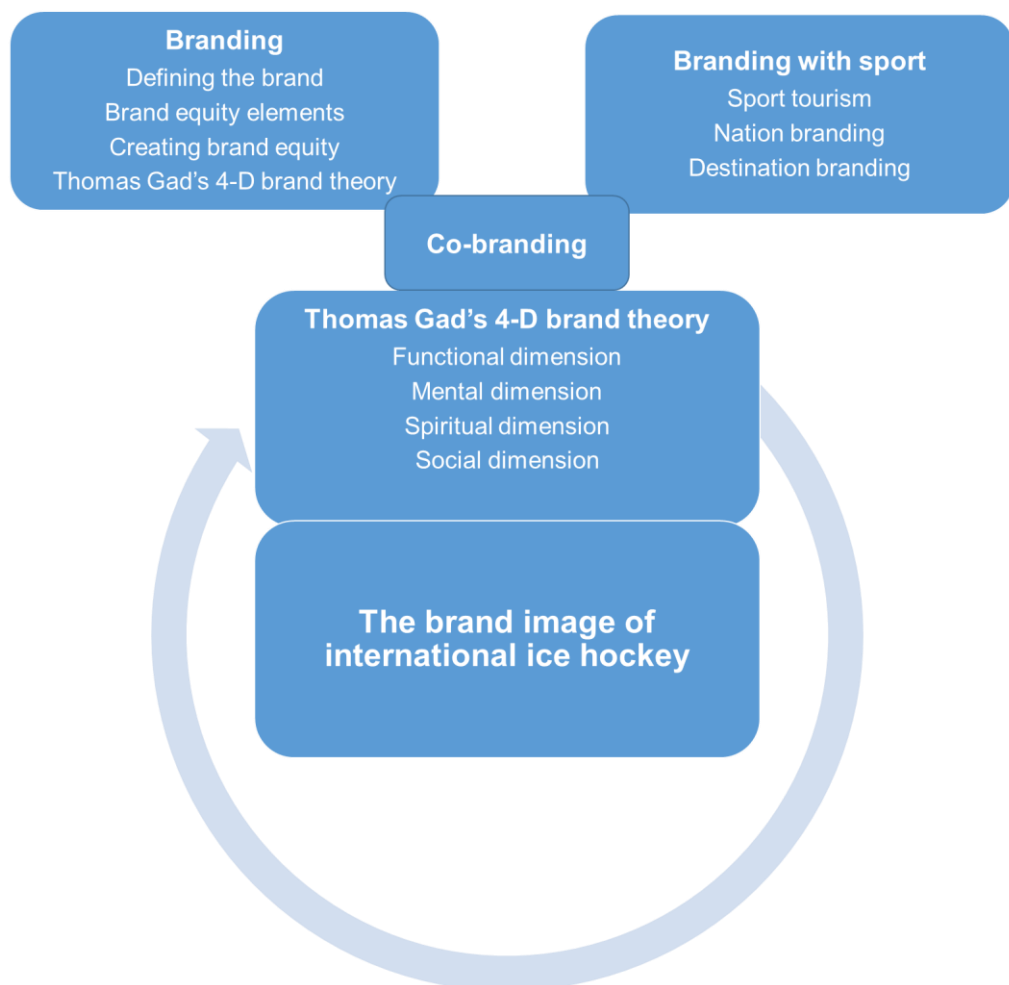 Branding
Defining the brand
Brand equity elements
Creating brand equity
Thomas Gad’s 4-D brand theory
Branding with sport
Sport tourism
Nation branding
Destination branding
Co-branding
Thomas Gad’s 4-D brand theory
Functional dimension
Mental dimension
Spiritual dimension
Social dimension
The brand image of
international ice hockey